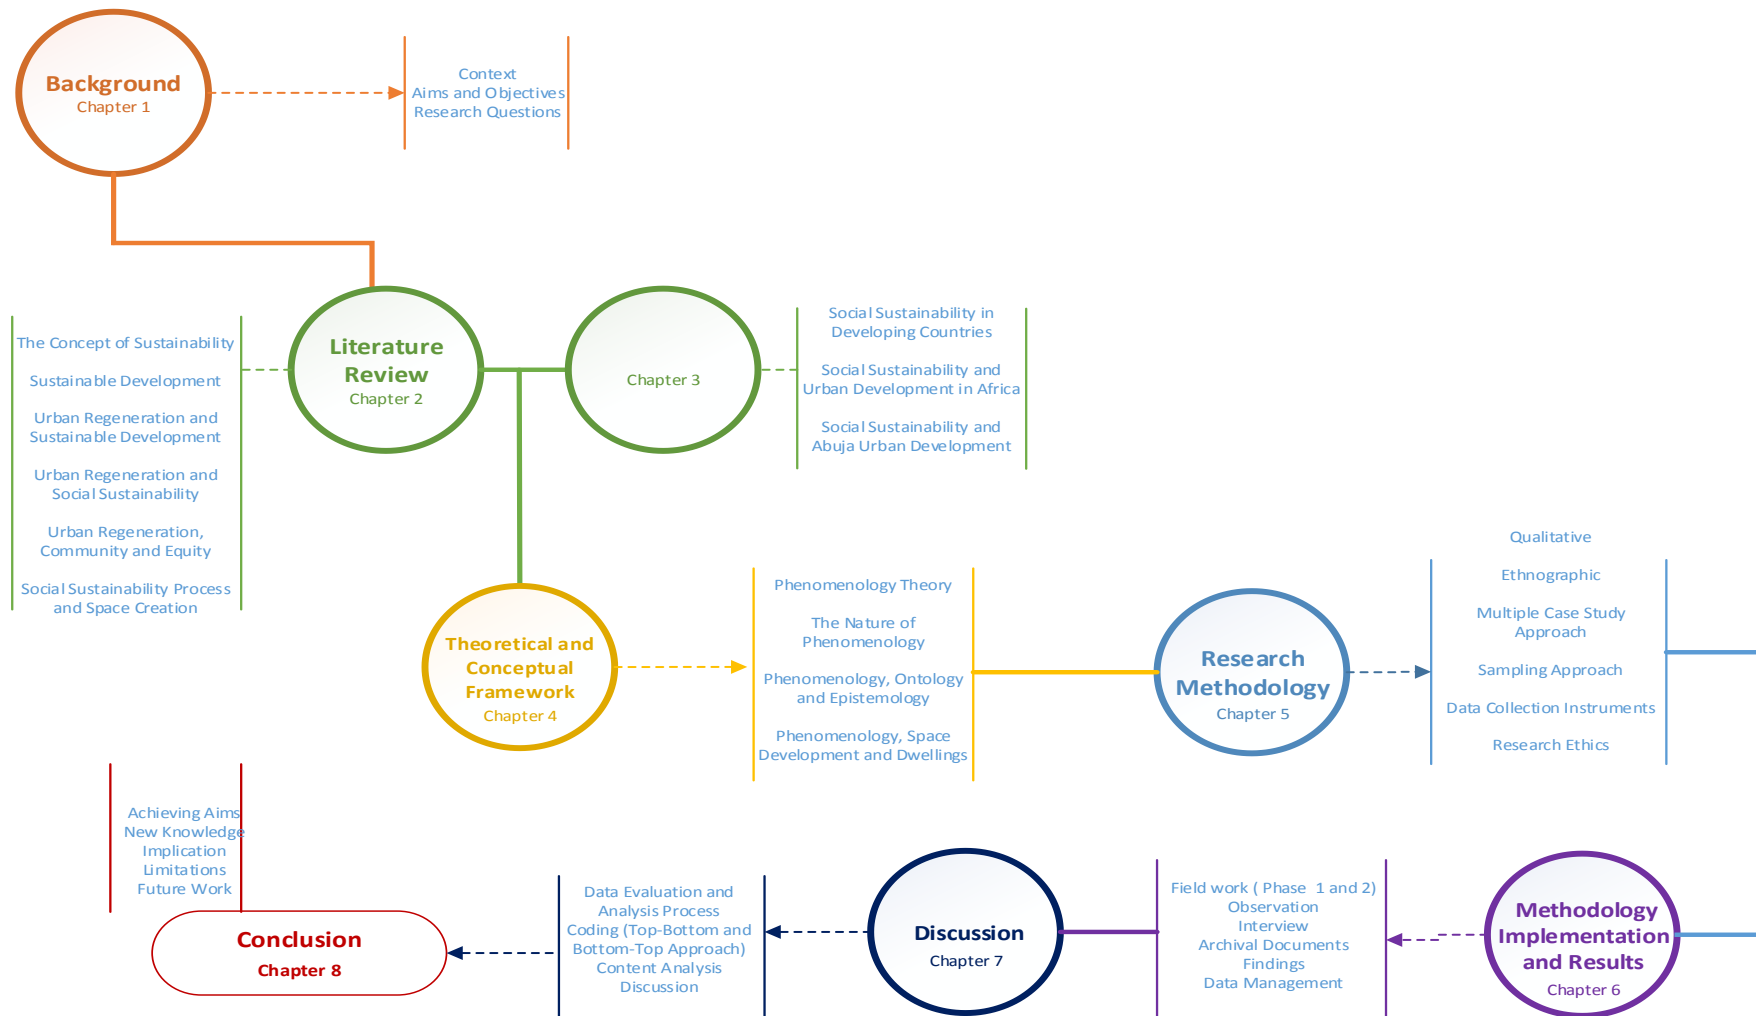 Background
Chapter 1
Context
Aims and Objectives
Research Questions
The Concept of Sustainability
Sustainable Development
Urban Regeneration and
Sustainable Development
Urban Regeneration and
Social Sustainability
Urban Regeneration,
Community and Equity
Social Sustainability Process
and Space Creation
Literature
Review
Chapter 2
Chapter 3
Social Sustainability in
Developing Countries
Social Sustainability and
Urban Development in Africa
Social Sustainability and
Abuja Urban Development
Theoretical and
Conceptual
Framework
Chapter 4
Phenomenology Theory
The Nature of
Phenomenology
Phenomenology, Ontology
and Epistemology
Phenomenology, Space
Development and Dwellings
Research
Methodology
Chapter 5
Qualitative
Ethnographic
Multiple Case Study
Approach
Sampling Approach
Data Collection Instruments
Research Ethics
Methodology
Implementation
and Results
Chapter 6
Field work ( Phase 1 and 2)
Observation
Interview
Archival Documents
Findings
Data Management
Discussion
Chapter 7
Data Evaluation and
Analysis Process
Coding (Top-Bottom and
Bottom-Top Approach)
Content Analysis
Discussion
Conclusion
Chapter 8
Achieving Aims
New Knowledge
Implication
Limitations
Future Work